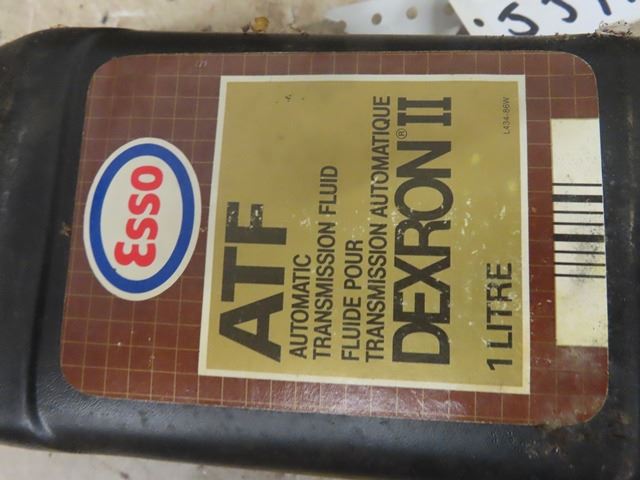 Esso
ATF
AUTOMATIC
TRANSMISSION FLUID
FLUIDE POUR
TRANSMISSION AUTOMATIQUE
DEXRON® II
1 LITRE
L434-86W